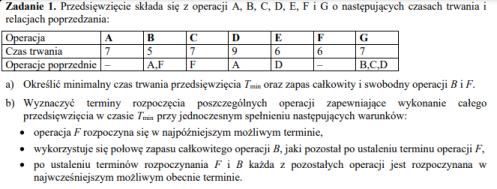 Zadanie 1. Przedsięwzięcie składa się z operacji A, B, C, D, E, F i G o następujących czasach trwania i
relacjach poprzedzania:
Operacja A B C D E F G
Czas trwania 7 5 7 9 6 6 7
Operacje poprzednie – A,F F A D – B,C,D
a) Określić minimalny czas trwania przedsięwzięcia Tmin oraz zapas całkowity i swobodny operacji B i F.
b) Wyznaczyć terminy rozpoczęcia poszczególnych operacji zapewniające wykonanie całego
przedsięwzięcia w czasie Tmin przy jednoczesnym spełnieniu następujących warunków:
• operacja F rozpoczyna się w najpóźniejszym możliwym terminie,
• wykorzystuje się połowę zapasu całkowitego operacji B, jaki pozostał po ustaleniu terminu operacji F,
• po ustaleniu terminów rozpoczynania F i B każda z pozostałych operacji jest rozpoczynana w
najwcześniejszym możliwym obecnie terminie.